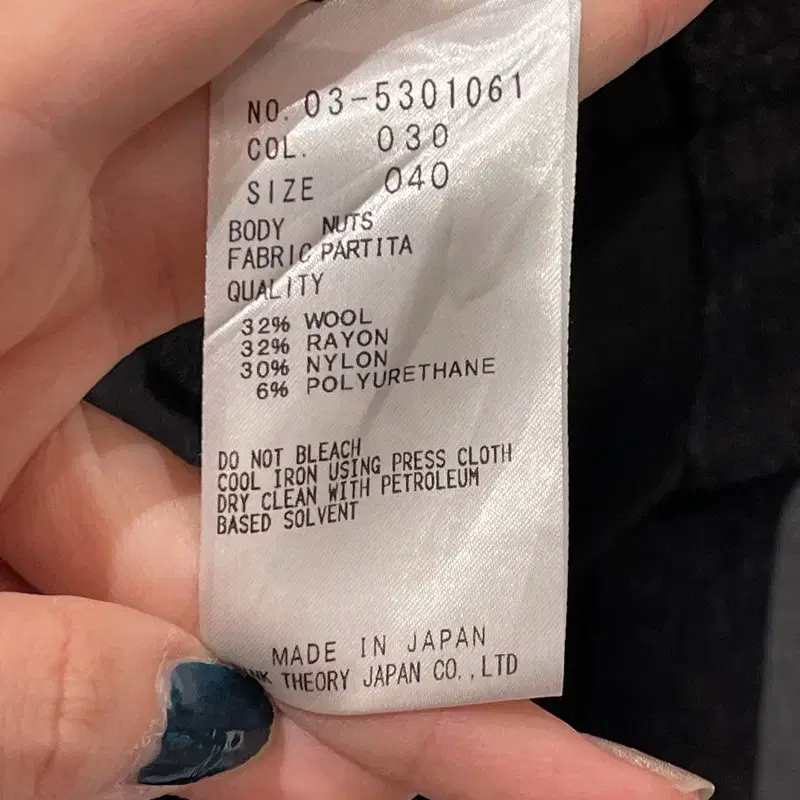 NO. 03-5301061
COL. 030
SIZE 040
BODY NUTS
FABRIC PARTITA
QUALITY
32% WOOL
32% RAYON
30% NYLON
6% POLYURETHANE
DO NOT BLEACH
COOL IRON USING PRESS CLOTH
DRY CLEAN WITH PETROLEUM
BASED SOLVENT
MADE IN JAPAN
THEORY JAPAN CO.,LTD